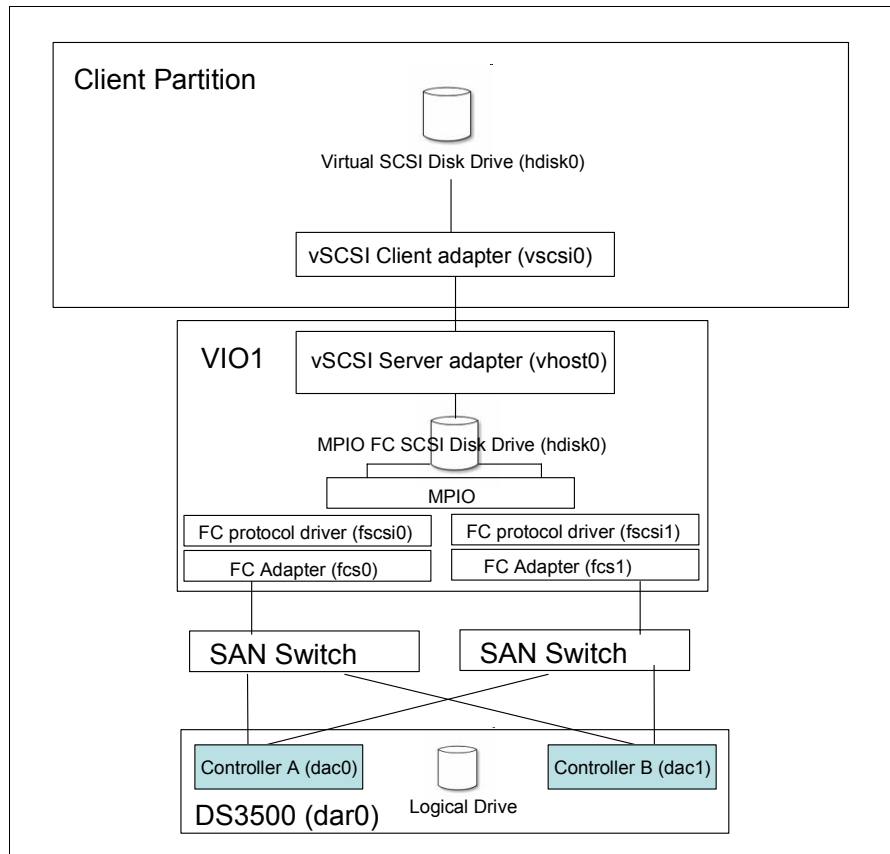 Client Partition
Virtual SCSI Disk Drive (hdisk0)
vSCSI Client adapter (vscsi0)
VIO1
vSCSI Server adapter (vhost0)
MPIO FC SCSI Disk Drive (hdisk0)
MPIO
FC protocol driver (fscsi0)
FC protocol driver (fscsi1)
FC Adapter (fcs0)
FC Adapter (fcs1)
SAN Switch
SAN Switch
Controller A (dac0)
Controller B (dac1)
Logical Drive
DS3500 (dar0)